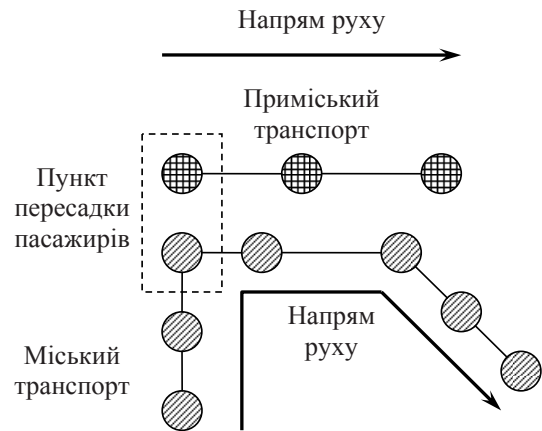 Напрям руху
Приміський
транспорт
Пункт
пересадки
пасажирів
Напрям
руху
Міський
транспорт